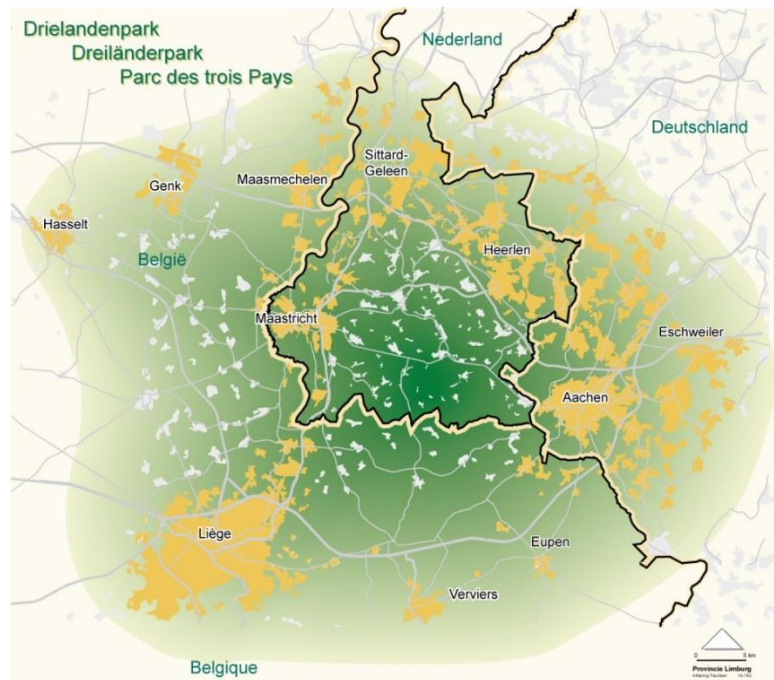 Drielandenpark
Dreiländerpark
Parc des trois Pays
Nederland
Deutschland
Sittard-
Geleen
Maasmechelen
Genk
Hasselt
België
Heerlen
Maastricht
Eschweiler
Aachen
Liège
Eupen
Verviers
Belgique
0 5 km
Provincie Limburg